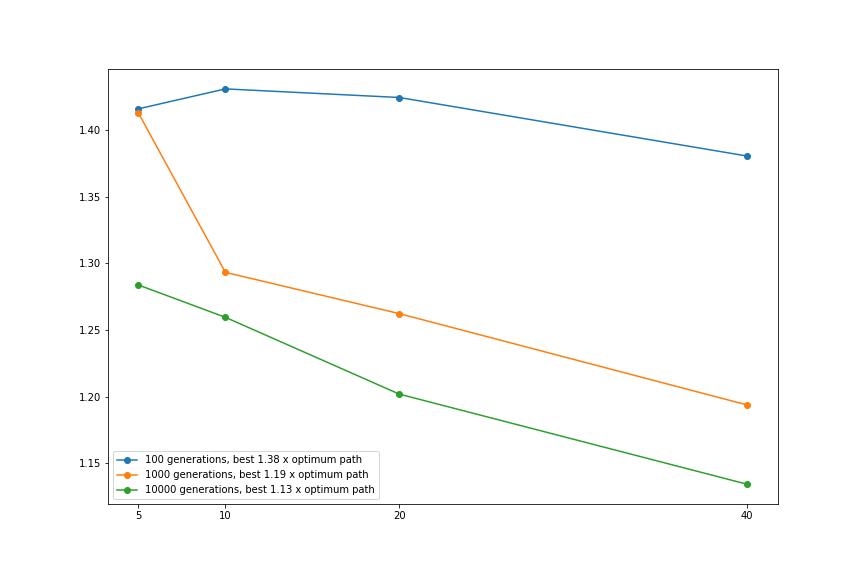 1.40
1.35
1.30
1.25
1.20
1.15
100 generations, best 1.38 x optimum path
1000 generations, best 1.19 x optimum path
10000 generations, best 1.13 x optimum path
5 10 20 40